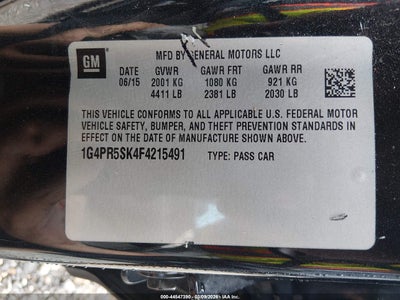 GM
MFD BY GENERAL MOTORS LLC
DATE GVWR GAWR FRT GAWR RR
06/15 2001 KG 1080 KG 921 KG
4411 LB 2381 LB 2030 LB
THIS VEHICLE CONFORMS TO ALL APPLICABLE U.S. FEDERAL MOTOR
VEHICLE SAFETY, BUMPER, AND THEFT PREVENTION STANDARDS IN
EFFECT ON THE DATE OF MANUFACTURE SHOWN ABOVE.
1G4PR5SK4F4215491 TYPE: PASS CAR